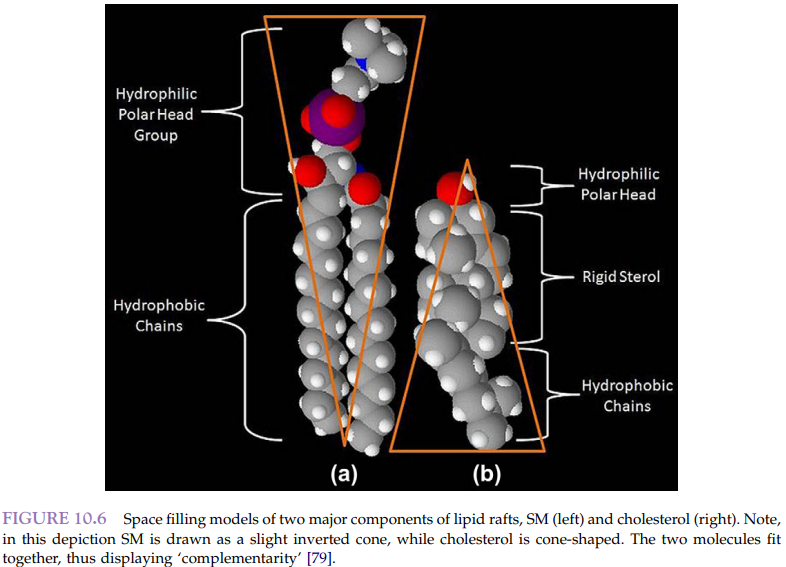 Hydrophilic
Polar Head
Group
Hydrophobic
Chains
Hydrophilic
Polar Head
Rigid Sterol
Hydrophobic
Chains
(a)
(b)
FIGURE 10.6 Space filling models of two major components of lipid rafts, SM (left) and cholesterol (right). Note,
in this depiction SM is drawn as a slight inverted cone, while cholesterol is cone-shaped. The two molecules fit
together, thus displaying ‘complementarity’ [79].